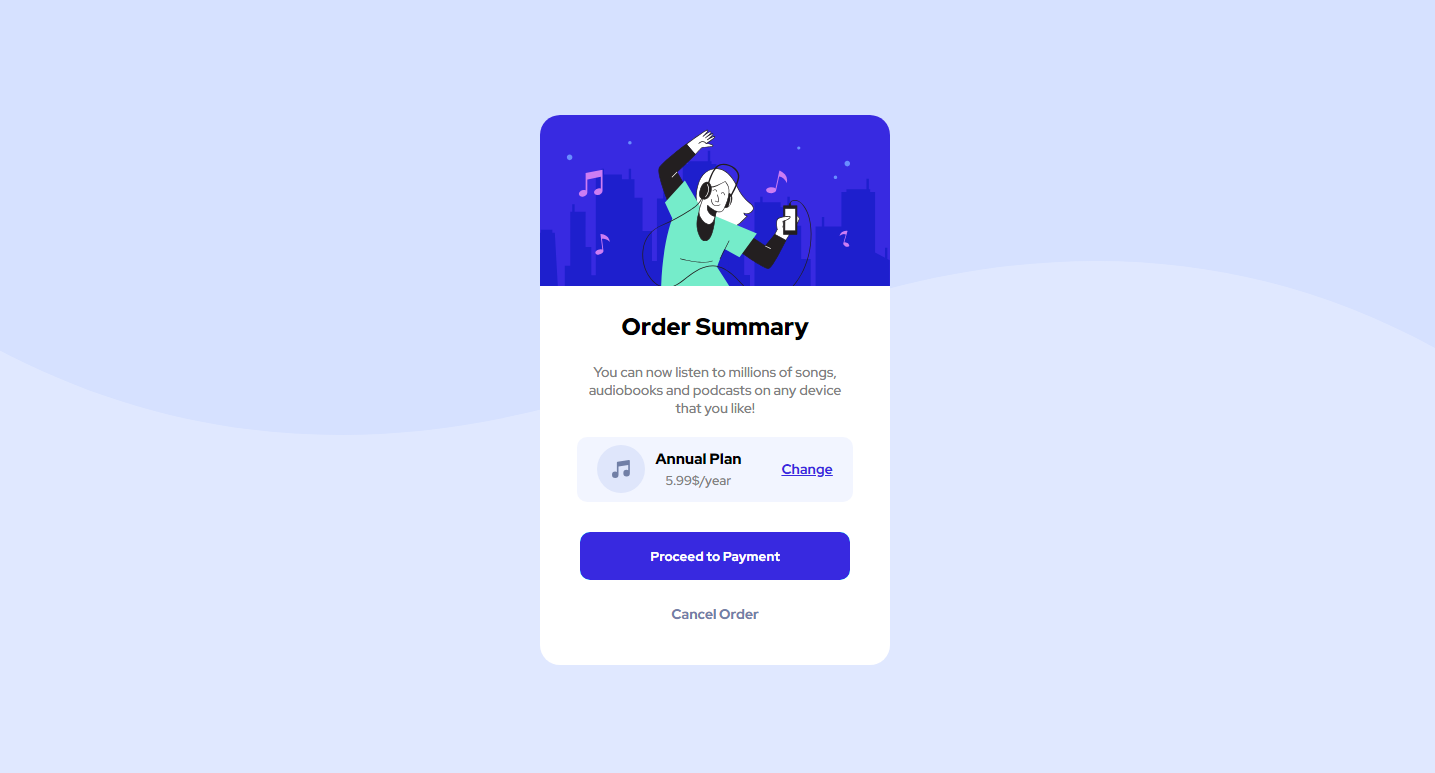 Order Summary
You can now listen to millions of songs,
audiobooks and podcasts on any device
that you like!
Annual Plan
5.99$/year
Change
Proceed to Payment
Cancel Order